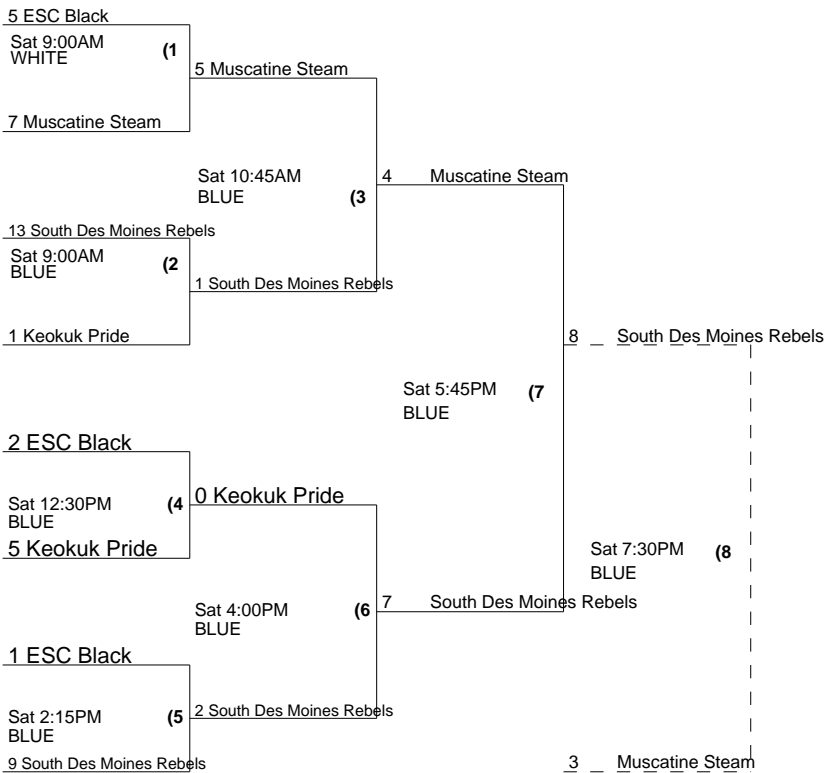 5 ESC Black
Sat 9:00AM (1
WHITE
5 Muscatine Steam
7 Muscatine Steam
Sat 10:45AM
BLUE (3
4 Muscatine Steam
13 South Des Moines Rebels
Sat 9:00AM (2
BLUE
1 South Des Moines Rebels
1 Keokuk Pride
8 South Des Moines Rebels
Sat 5:45PM (7
BLUE
2 ESC Black
0 Keokuk Pride
Sat 12:30PM (4
BLUE
5 Keokuk Pride
Sat 7:30PM (8
BLUE
Sat 4:00PM (6
BLUE
7 South Des Moines Rebels
1 ESC Black
Sat 2:15PM (5
BLUE
2 South Des Moines Rebels
9 South Des Moines Rebels
3 Muscatine Steam